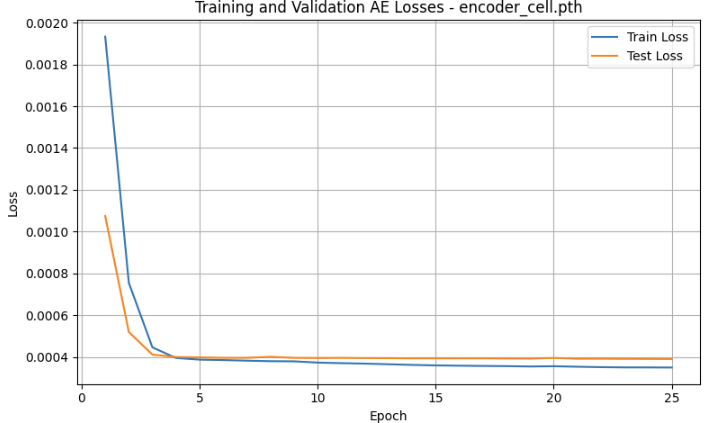 Training and Validation AE Losses - encoder_cell.pth
Train Loss
Test Loss
0.0020
0.0018
0.0016
0.0014
0.0012
0.0010
0.0008
0.0006
0.0004
Loss
0 5 10 15 20 25
Epoch